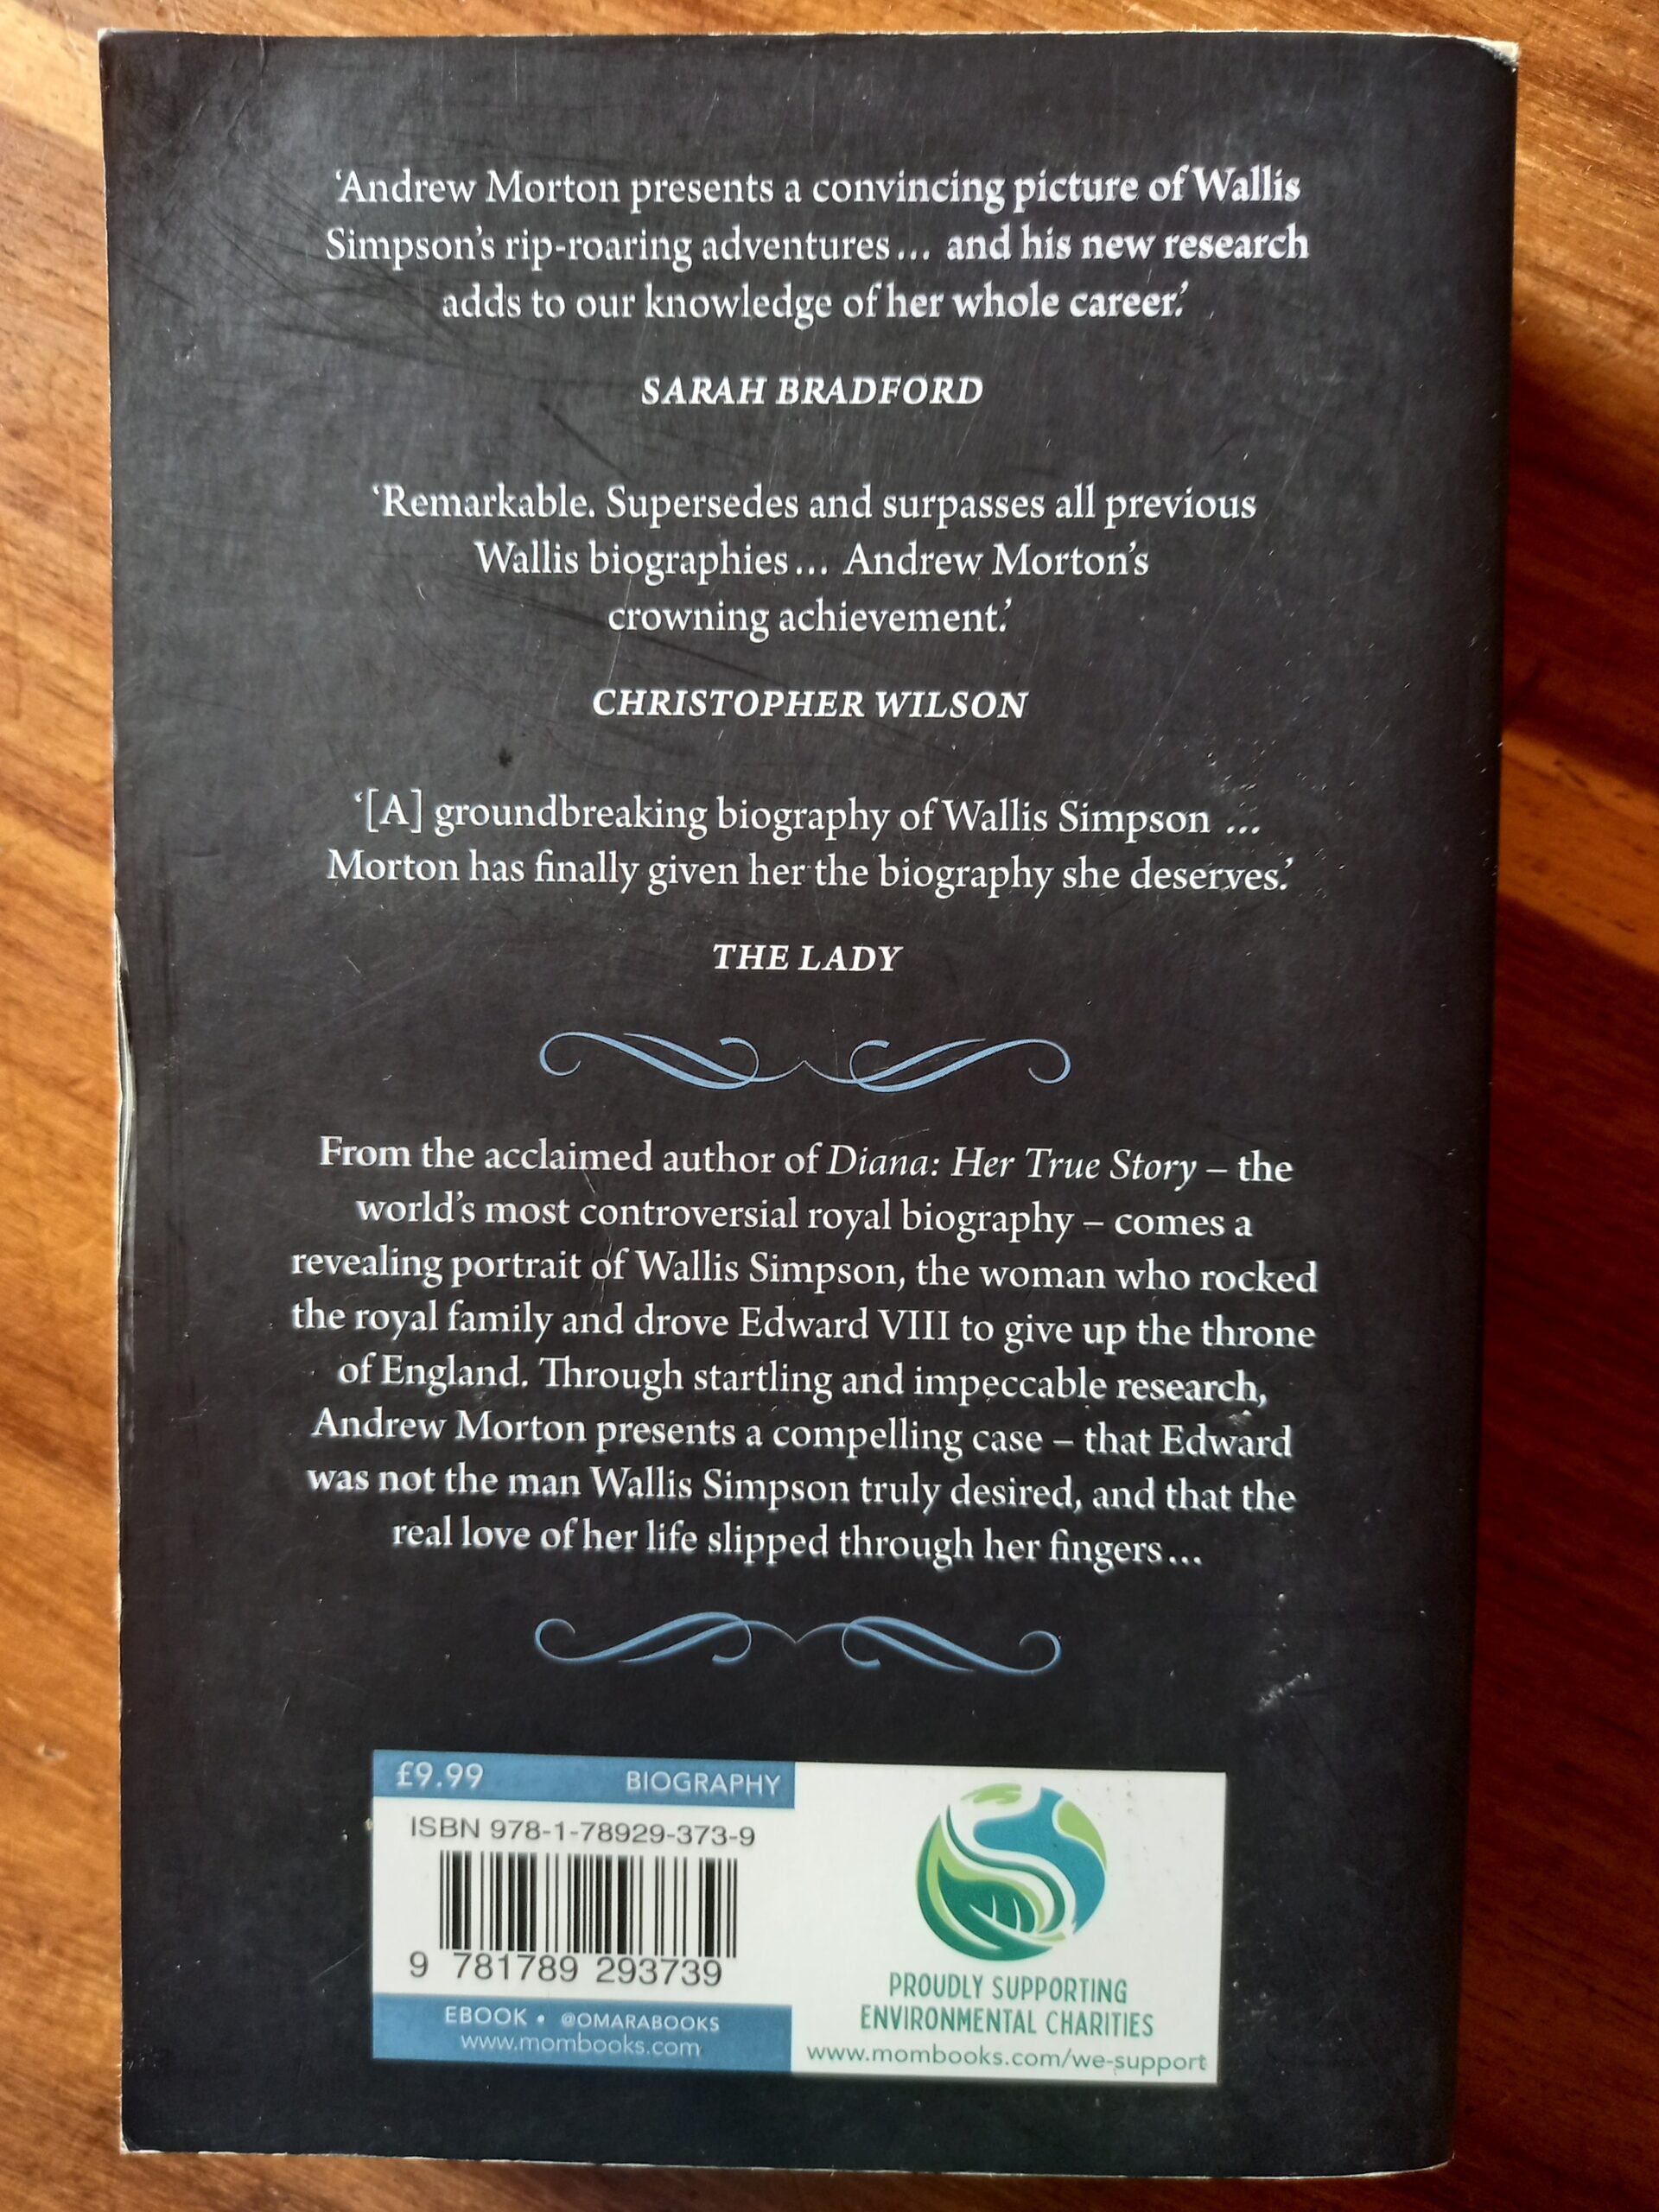 ‘Andrew Morton presents a convincing picture of Wallis
Simpson’s rip-roaring adventures… and his new research
adds to our knowledge of her whole career.’
SARAH BRADFORD
‘Remarkable. Supersedes and surpasses all previous
Wallis biographies… Andrew Morton’s
crowning achievement.’
CHRISTOPHER WILSON
‘[A] groundbreaking biography of Wallis Simpson …
Morton has finally given her the biography she deserves.’
THE LADY
From the acclaimed author of Diana: Her True Story – the
world’s most controversial royal biography – comes a
revealing portrait of Wallis Simpson, the woman who rocked
the royal family and drove Edward VIII to give up the throne
of England. Through startling and impeccable research,
Andrew Morton presents a compelling case – that Edward
was not the man Wallis Simpson truly desired, and that the
real love of her life slipped through her fingers…
£9.99 BIOGRAPHY
ISBN 978-1-78929-373-9
9 781789 293739
EBOOK • @OMARABOOKS
www.mombooks.com
PROUDLY SUPPORTING
ENVIRONMENTAL CHARITIES
www.mombooks.com/we-support